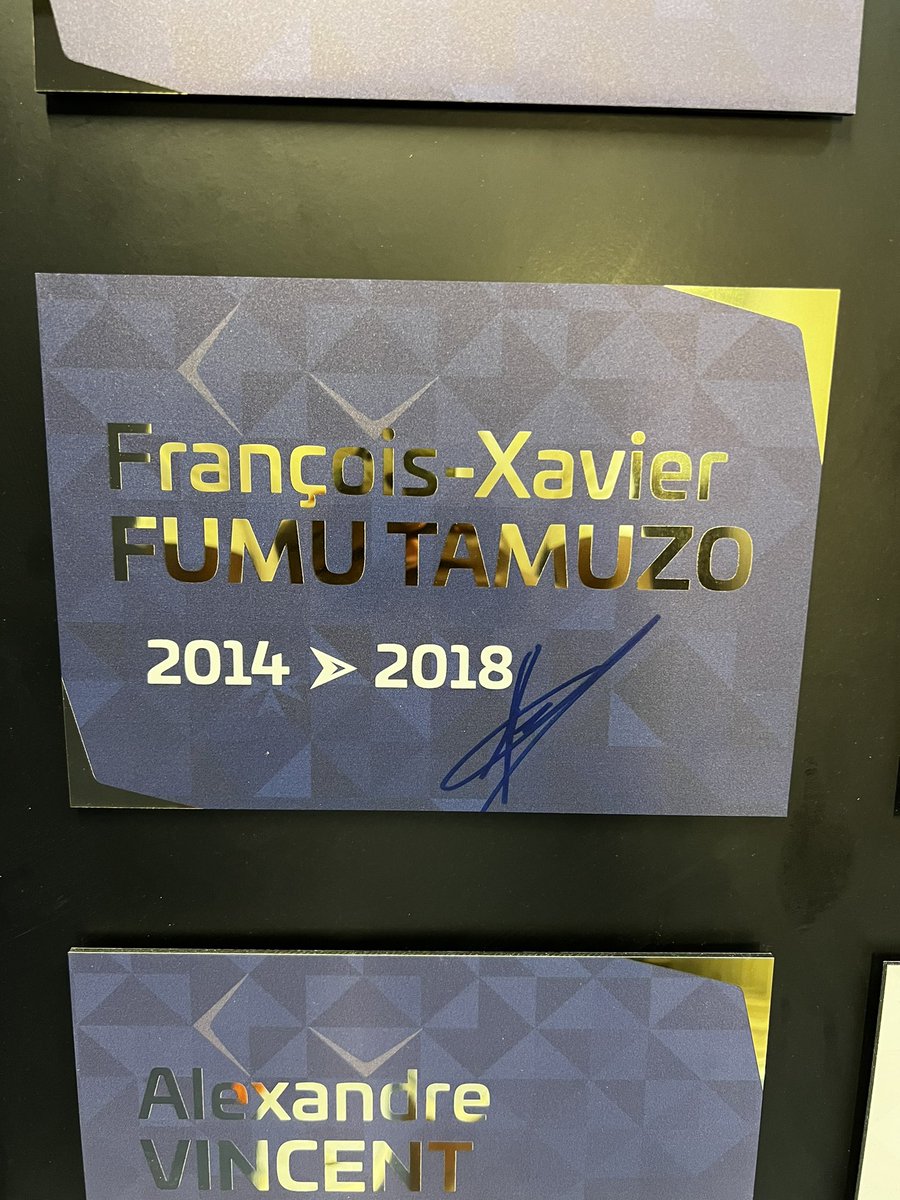 François-Xavier
FUMU TAMUZO
2014 > 2018
Alexandre
VINCENT